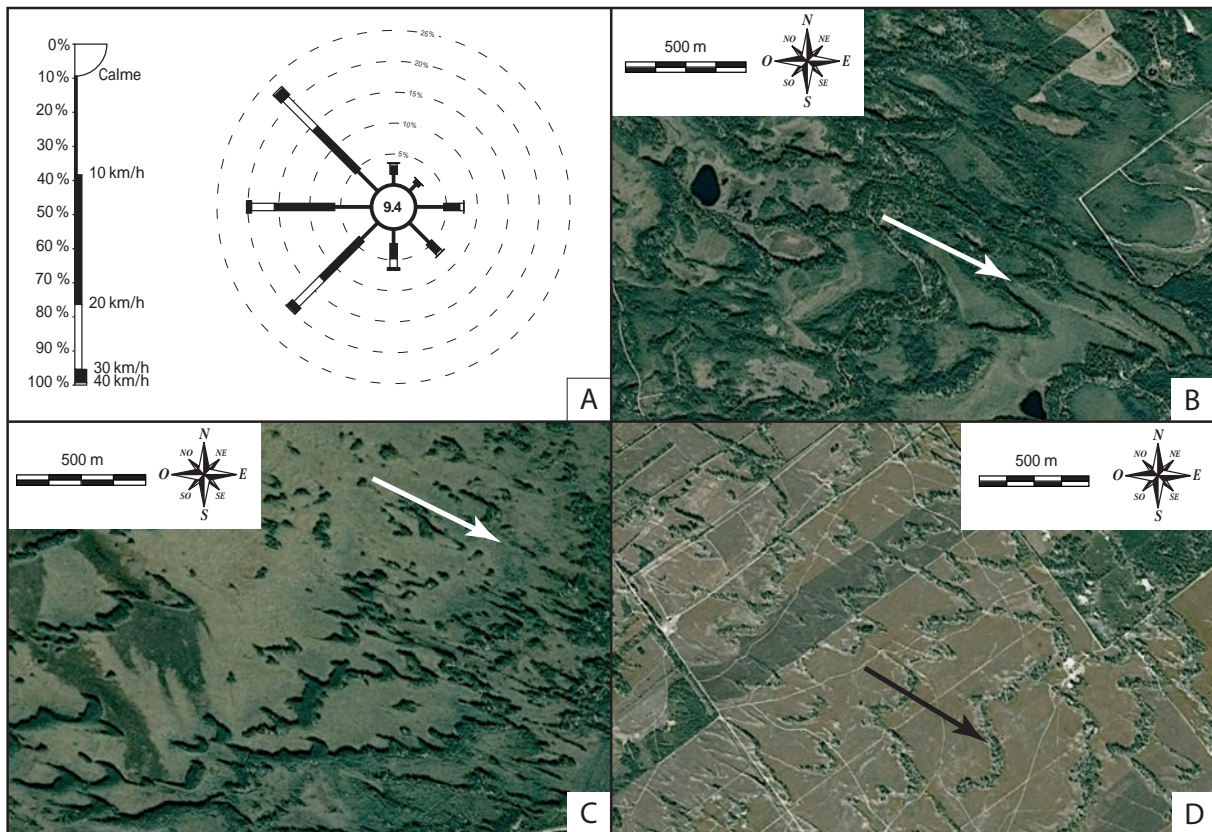 0%
10%
20%
30%
40%
50%
60%
70%
80%
90%
100%
Calme
10 km/h
20 km/h
30 km/h
40 km/h
25%
20%
15%
10%
5%
9.4
A
500 m
N
NO
NE
O
E
SO
SE
S
B
500 m
N
NO
NE
O
E
SO
SE
S
C
500 m
N
NO
NE
O
E
SO
SE
S
D